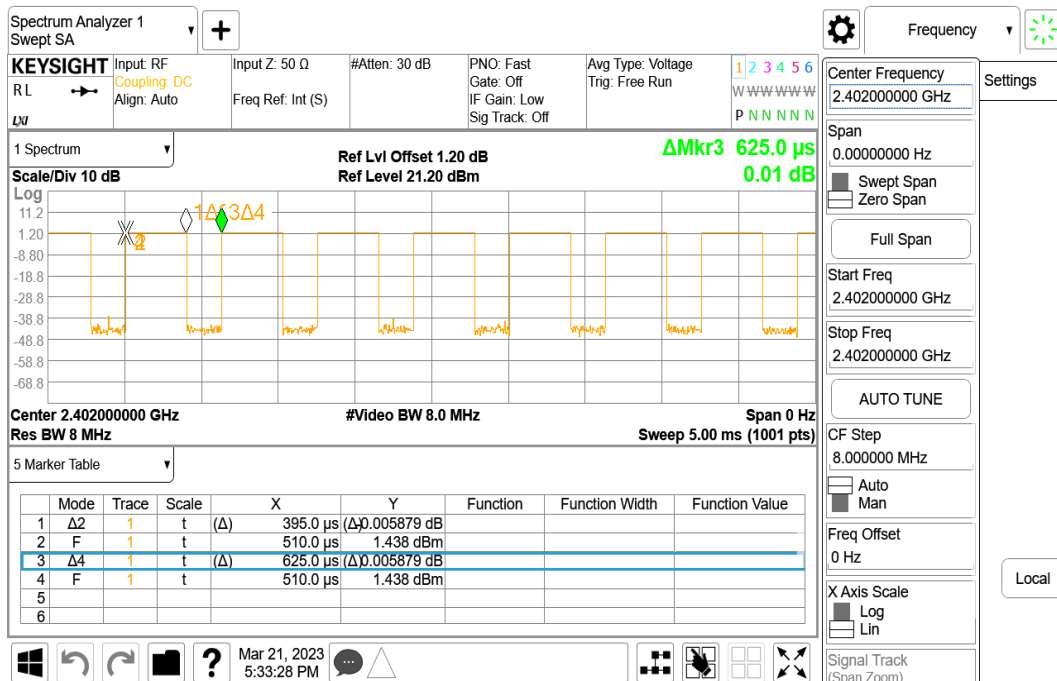 Spectrum Analyzer 1
Swept SA
Frequency
KEYSIGHT
RL
LXI
Input: RF
Coupling: DC
Align: Auto
Input Z: 50 Ω
Freq Ref: Int (S)
#Atten: 30 dB
PNO: Fast
Gate: Off
IF Gain: Low
Sig Track: Off
Avg Type: Voltage
Trig: Free Run
1 2 3 4 5 6
W W W W W W
P N N N N N
Center Frequency
2.402000000 GHz
Settings
1 Spectrum
Scale/Div 10 dB
Ref Lvl Offset 1.20 dB
Ref Level 21.20 dBm
ΔMkr3 625.0 µs
0.01 dB
Log
11.2
1.20
-8.80
-18.8
-28.8
-38.8
-48.8
-58.8
-68.8
3Δ4
Center 2.402000000 GHz
#Video BW 8.0 MHz
Span 0 Hz
Res BW 8 MHz
Sweep 5.00 ms (1001 pts)
Span
0.00000000 Hz
Swept Span
Zero Span
Full Span
Start Freq
2.402000000 GHz
Stop Freq
2.402000000 GHz
AUTO TUNE
CF Step
8.000000 MHz
Auto
Man
Freq Offset
0 Hz
X Axis Scale
Log
Lin
Signal Track
(Span Zoom)
Local
5 Marker Table
Mode Trace Scale X Y Function Function Width Function Value
1 Δ2 1 t (Δ) 395.0 µs (Δ) -0.005879 dB
2 F 1 t 510.0 µs 1.438 dBm
3 Δ4 1 t (Δ) 625.0 µs (Δ) 0.005879 dB
4 F 1 t 510.0 µs 1.438 dBm
5
6
?
Mar 21, 2023
5:33:28 PM